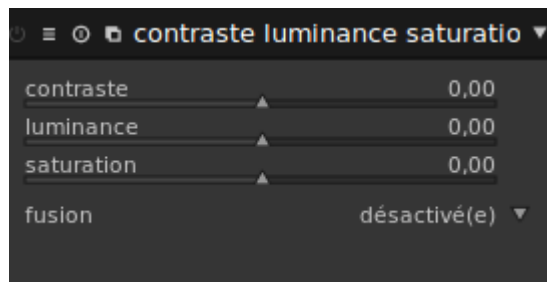 contraste luminance saturatio
contraste 0,00
luminance 0,00
saturation 0,00
fusion désactivé(e)